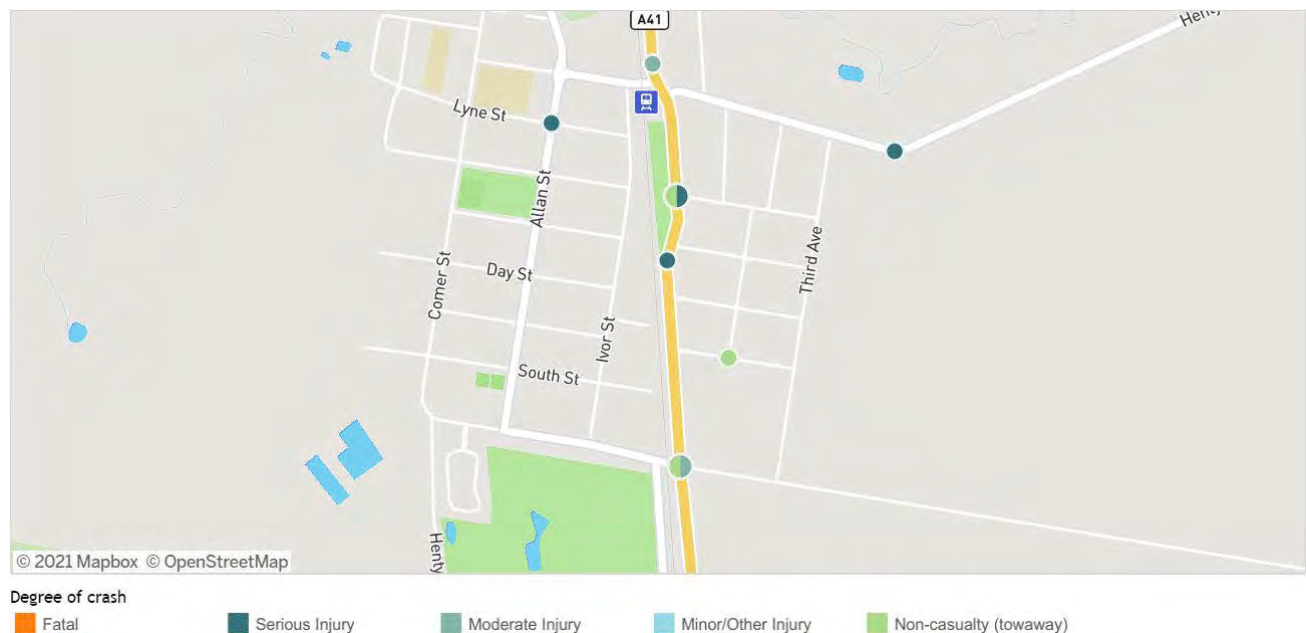 A41
Henty
Lyne St
Allan St
Third Ave
Comer St
Day St
Ivor St
South St
Henty
© 2021 Mapbox © OpenStreetMap
Degree of crash
Fatal
Serious Injury
Moderate Injury
Minor/Other Injury
Non-casualty (towaway)